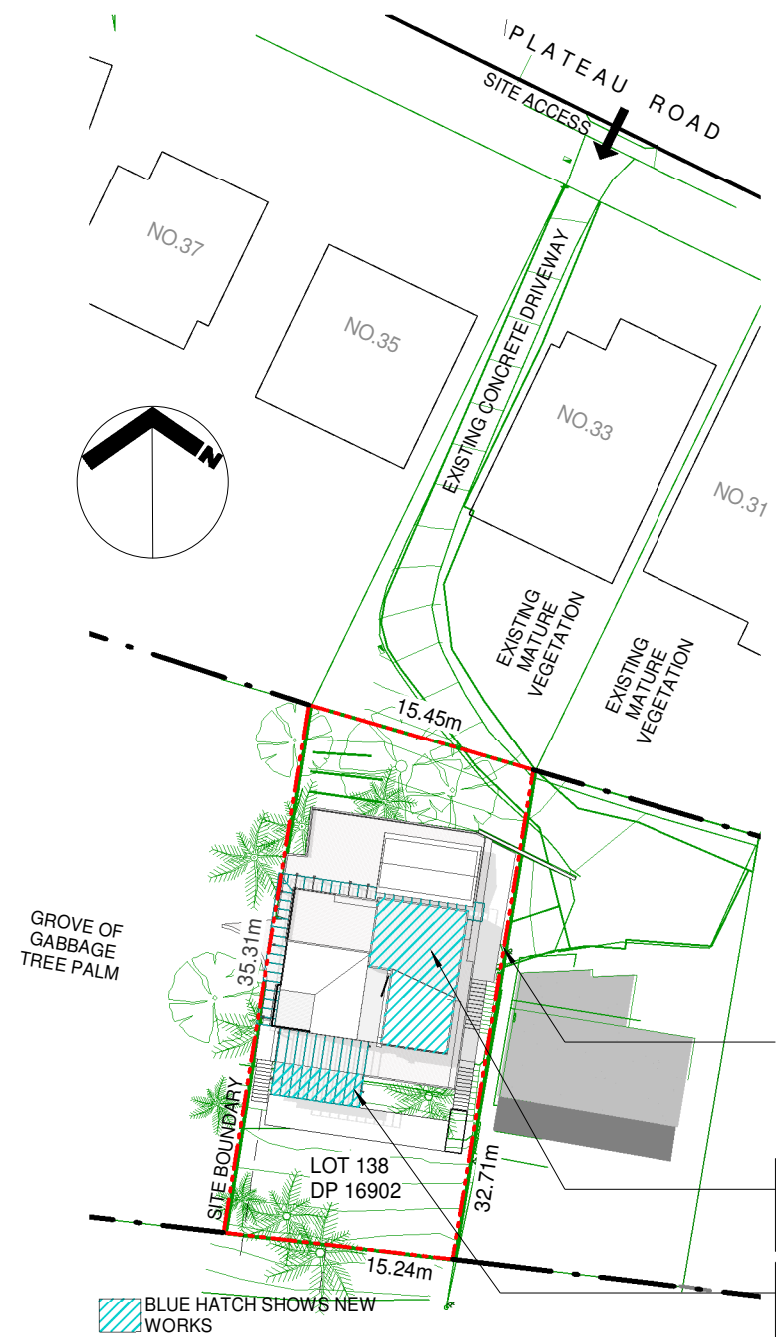 PLATEAU ROAD
SITE ACCESS
NO.37
NO.35
EXISTING CONCRETE DRIVEWAY
NO.33
NO.31
N
EXISTING
MATURE
VEGETATION
EXISTING
MATURE
VEGETATION
15.45m
GROVE OF
GABBAGE
TREE PALM
35.31m
SITE BOUNDARY
LOT 138
DP 16902
32.71m
15.24m
BLUE HATCH SHOWS NEW
WORKS